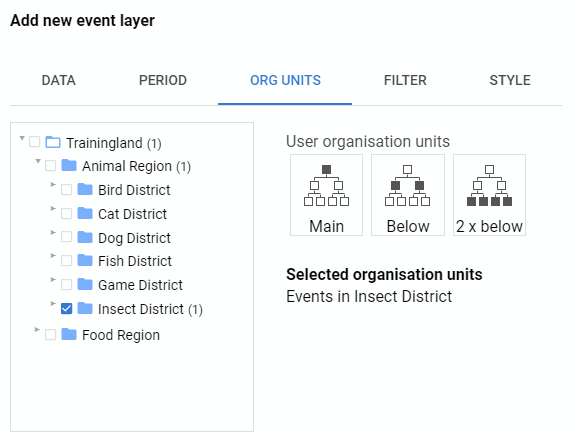 Add new event layer
DATA PERIOD ORG UNITS FILTER STYLE
Trainingland (1)
Animal Region (1)
Bird District
Cat District
Dog District
Fish District
Game District
Insect District (1)
Food Region
User organisation units
Main Below 2 x below
Selected organisation units
Events in Insect District